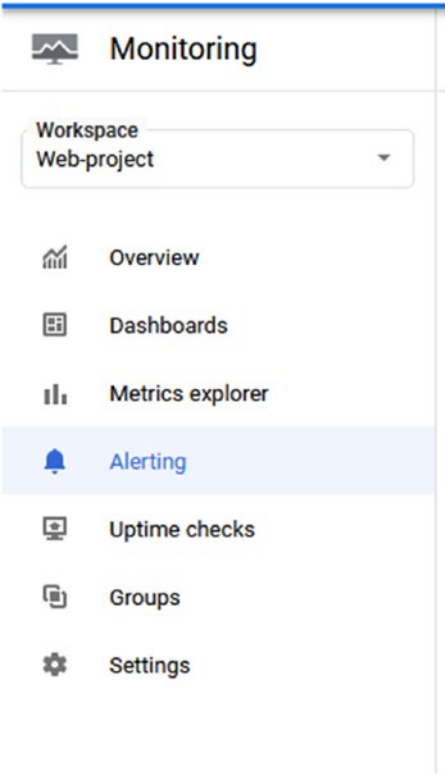 Monitoring
Workspace
Web-project
Overview
Dashboards
Metrics explorer
Alerting
Uptime checks
Groups
Settings